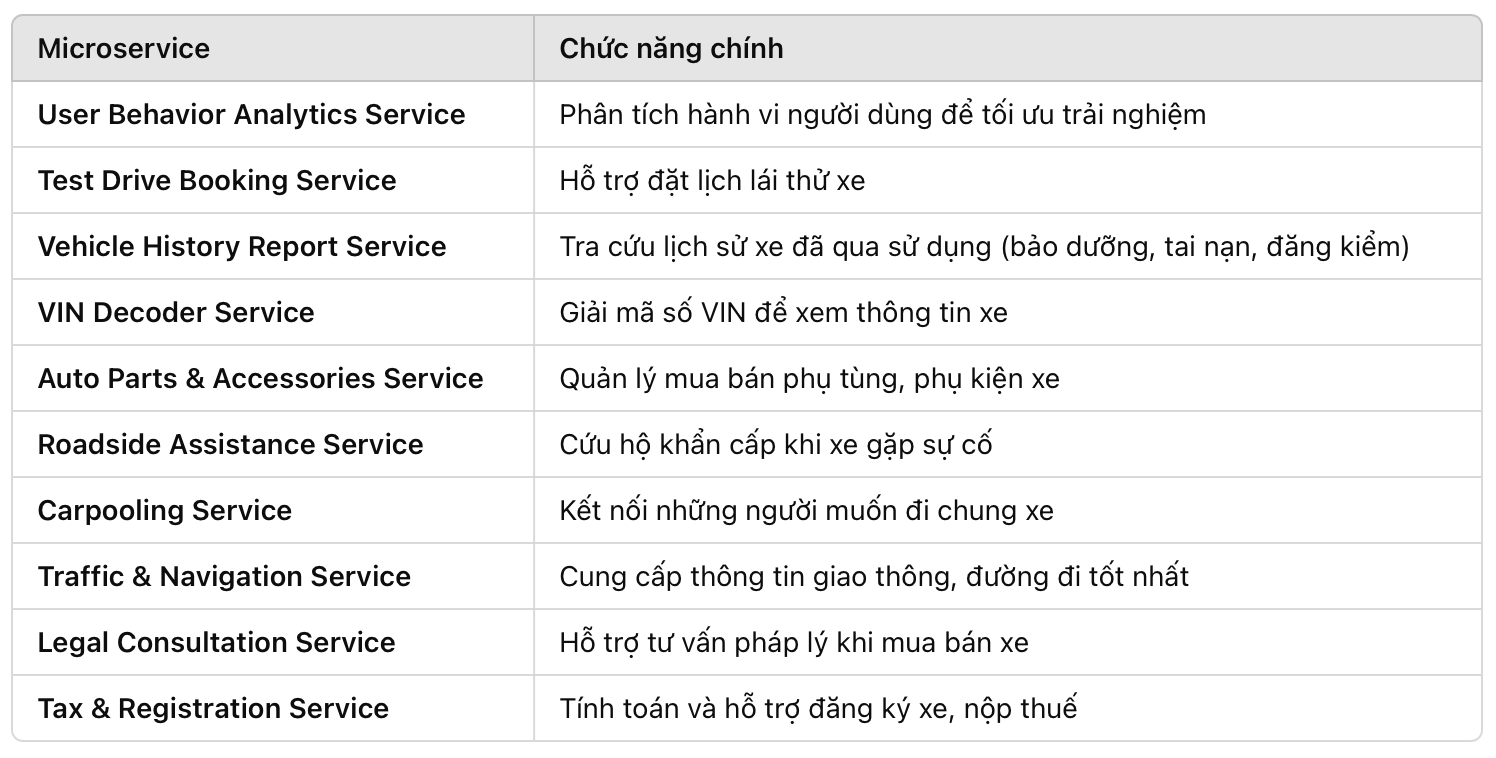 Microservice Chức năng chính
User Behavior Analytics Service Phân tích hành vi người dùng để tối ưu trải nghiệm
Test Drive Booking Service Hỗ trợ đặt lịch lái thử xe
Vehicle History Report Service Tra cứu lịch sử xe đã qua sử dụng (bảo dưỡng, tai nạn, đăng kiểm)
VIN Decoder Service Giải mã số VIN để xem thông tin xe
Auto Parts & Accessories Service Quản lý mua bán phụ tùng, phụ kiện xe
Roadside Assistance Service Cứu hộ khẩn cấp khi xe gặp sự cố
Carpooling Service Kết nối những người muốn đi chung xe
Traffic & Navigation Service Cung cấp thông tin giao thông, đường đi tốt nhất
Legal Consultation Service Hỗ trợ tư vấn pháp lý khi mua bán xe
Tax & Registration Service Tính toán và hỗ trợ đăng ký xe, nộp thuế